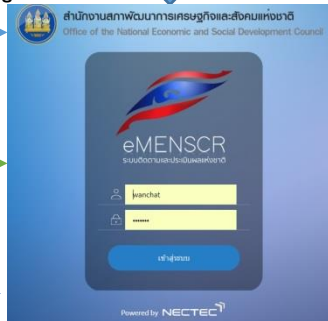 สำนักงานสภาพัฒนาการเศรษฐกิจและสังคมแห่งชาติ
Office of the National Economic and Social Development Council
eMENSCR
ระบบติดตามและประเมินผลแห่งชาติ
wanchat
•••••••
เข้าสู่ระบบ
Powered by NECTEC